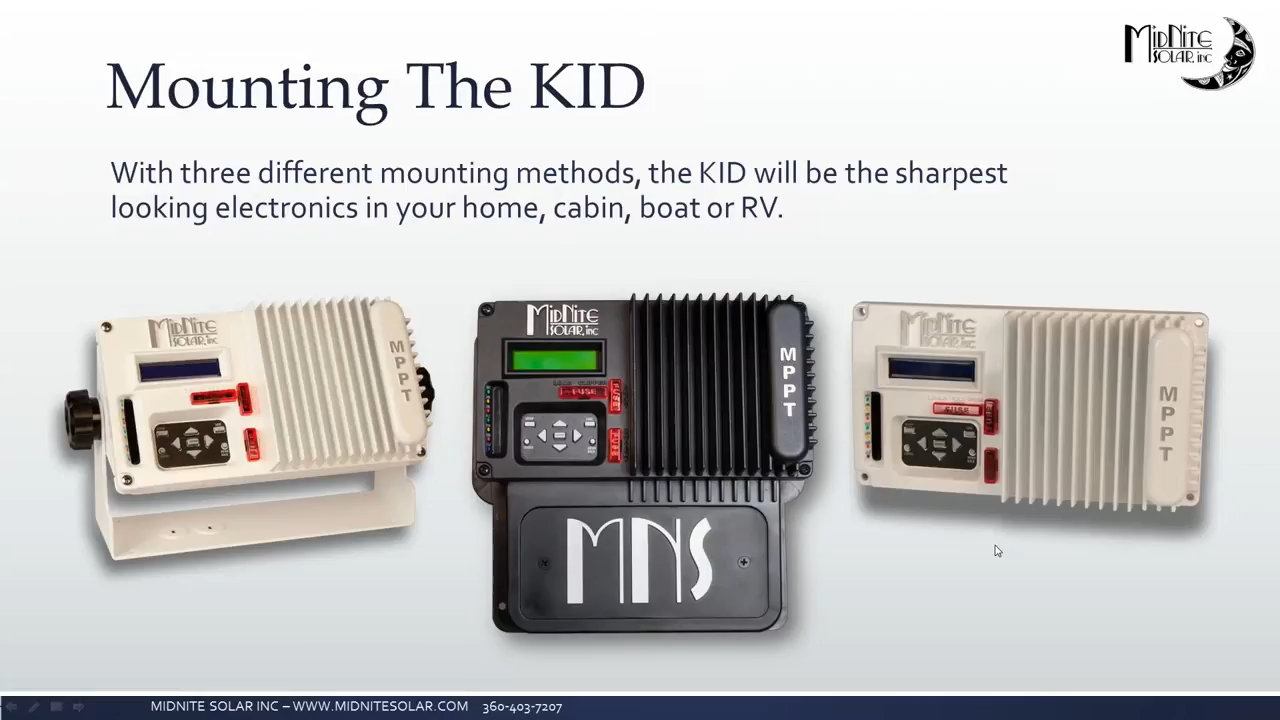 MIDNITE
SOLAR, INC
Mounting The KID
With three different mounting methods, the KID will be the sharpest
looking electronics in your home, cabin, boat or RV.
MIDNITE
SOLAR, INC
MPPT
MIDNITE
SOLAR, INC
FUSE
MPPT
MNS
MIDNITE
SOLAR, INC
FUSE
MPPT
MIDNITE SOLAR INC – WWW.MIDNITESOLAR.COM 360-403-7207